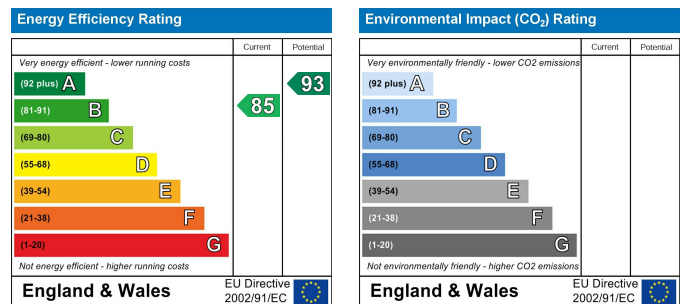 Energy Efficiency Rating
Current Potential
Very energy efficient - lower running costs
(92 plus) A
(81-91) B
(69-80) C
(55-68) D
(39-54) E
(21-38) F
(1-20) G
85
93
Not energy efficient - higher running costs
England & Wales
EU Directive
2002/91/EC
Environmental Impact (CO₂) Rating
Current Potential
Very environmentally friendly - lower CO2 emissions
(92 plus) A
(81-91) B
(69-80) C
(55-68) D
(39-54) E
(21-38) F
(1-20) G
Not environmentally friendly - higher CO2 emissions
England & Wales
EU Directive
2002/91/EC